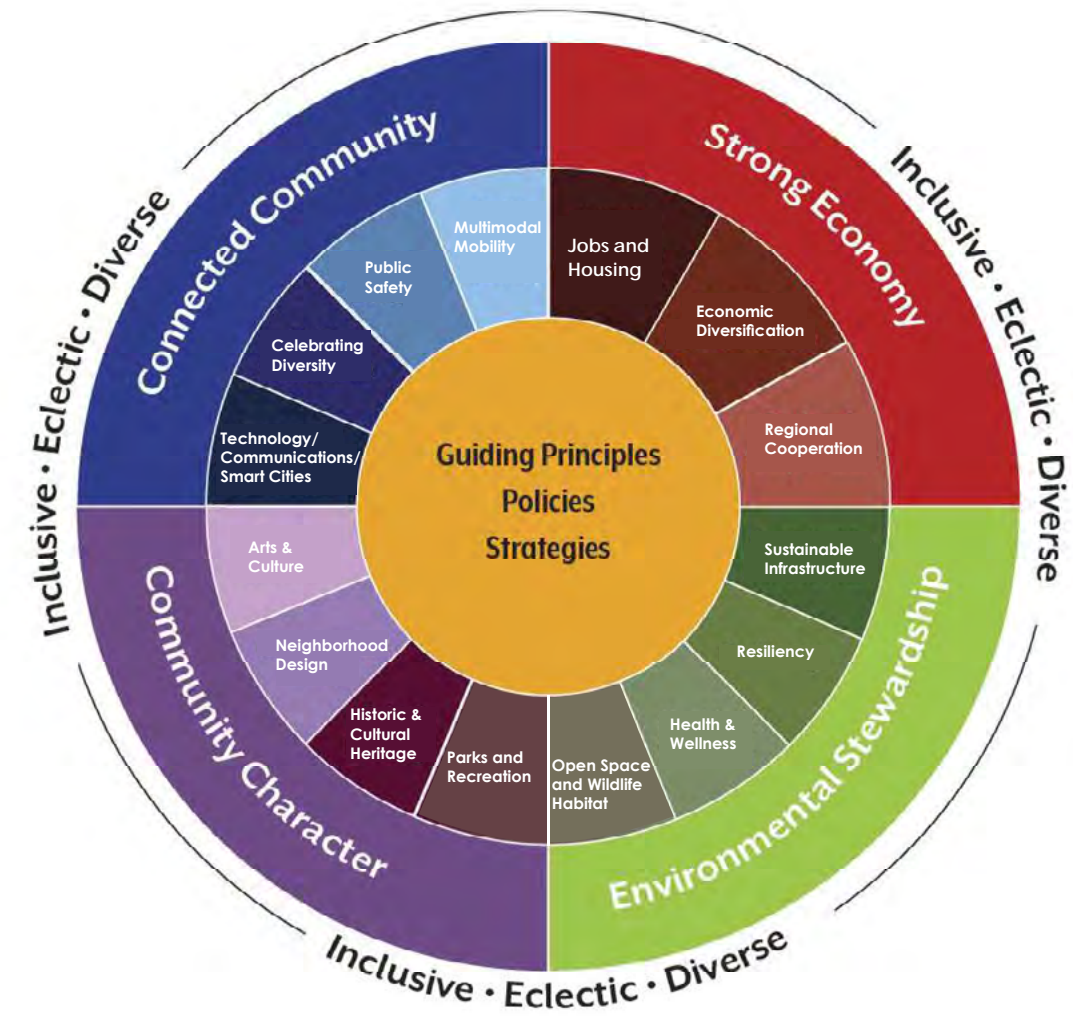 Inclusive • Eclectic • Diverse
Inclusive • Eclectic • Diverse
Inclusive • Eclectic • Diverse
Connected Community
Strong Economy
Environmental Stewardship
Community Character
Multimodal
Mobility
Public
Safety
Celebrating
Diversity
Technology/
Communications/
Smart Cities
Jobs and
Housing
Economic
Diversification
Regional
Cooperation
Sustainable
Infrastructure
Resiliency
Health &
Wellness
Open Space
and Wildlife
Habitat
Parks and
Recreation
Historic &
Cultural
Heritage
Neighborhood
Design
Arts &
Culture
Guiding Principles
Policies
Strategies